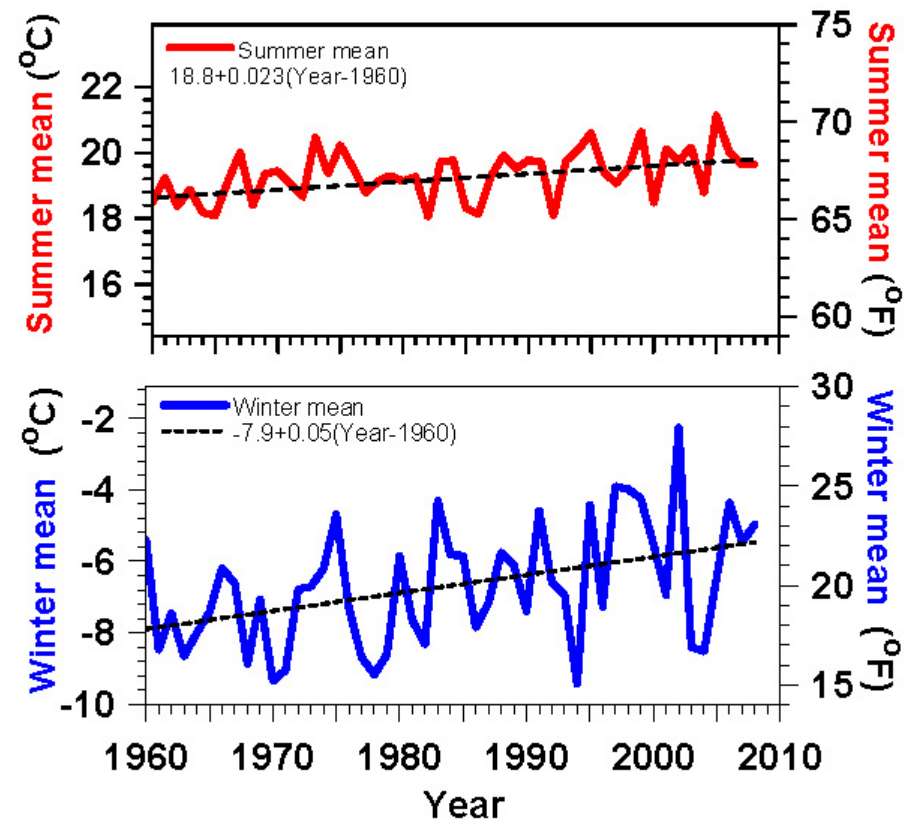 Summer mean (°C)
75
70
65
60
22
20
18
16
Summer mean
18.8+0.023(Year-1960)
Summer mean (°F)
Winter mean (°C)
-2
-4
-6
-8
-10
Winter mean
-7.9+0.05(Year-1960)
30
25
20
15
Winter mean (°F)
1960 1970 1980 1990 2000 2010
Year